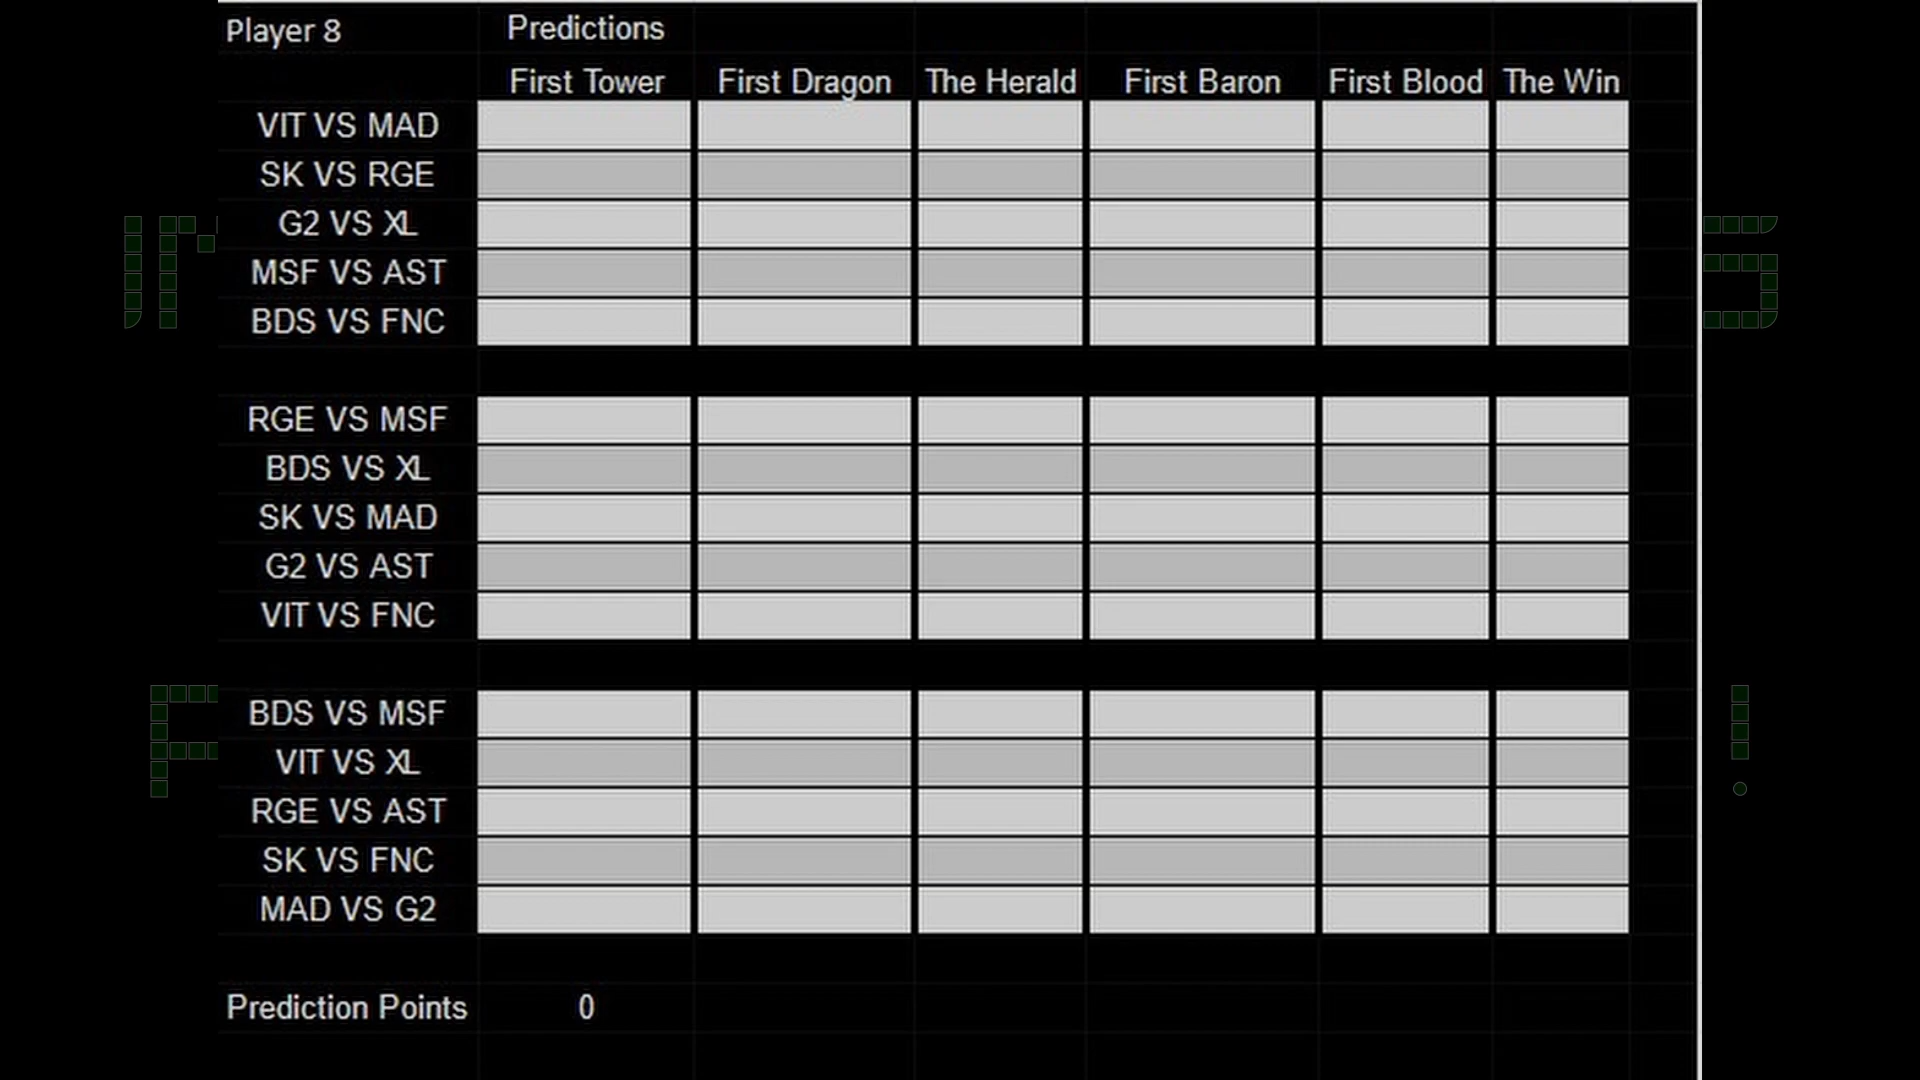 Player 8 Predictions
First Tower First Dragon The Herald First Baron First Blood The Win
VIT VS MAD
SK VS RGE
G2 VS XL
MSF VS AST
BDS VS FNC
RGE VS MSF
BDS VS XL
SK VS MAD
G2 VS AST
VIT VS FNC
BDS VS MSF
VIT VS XL
RGE VS AST
SK VS FNC
MAD VS G2
Prediction Points 0